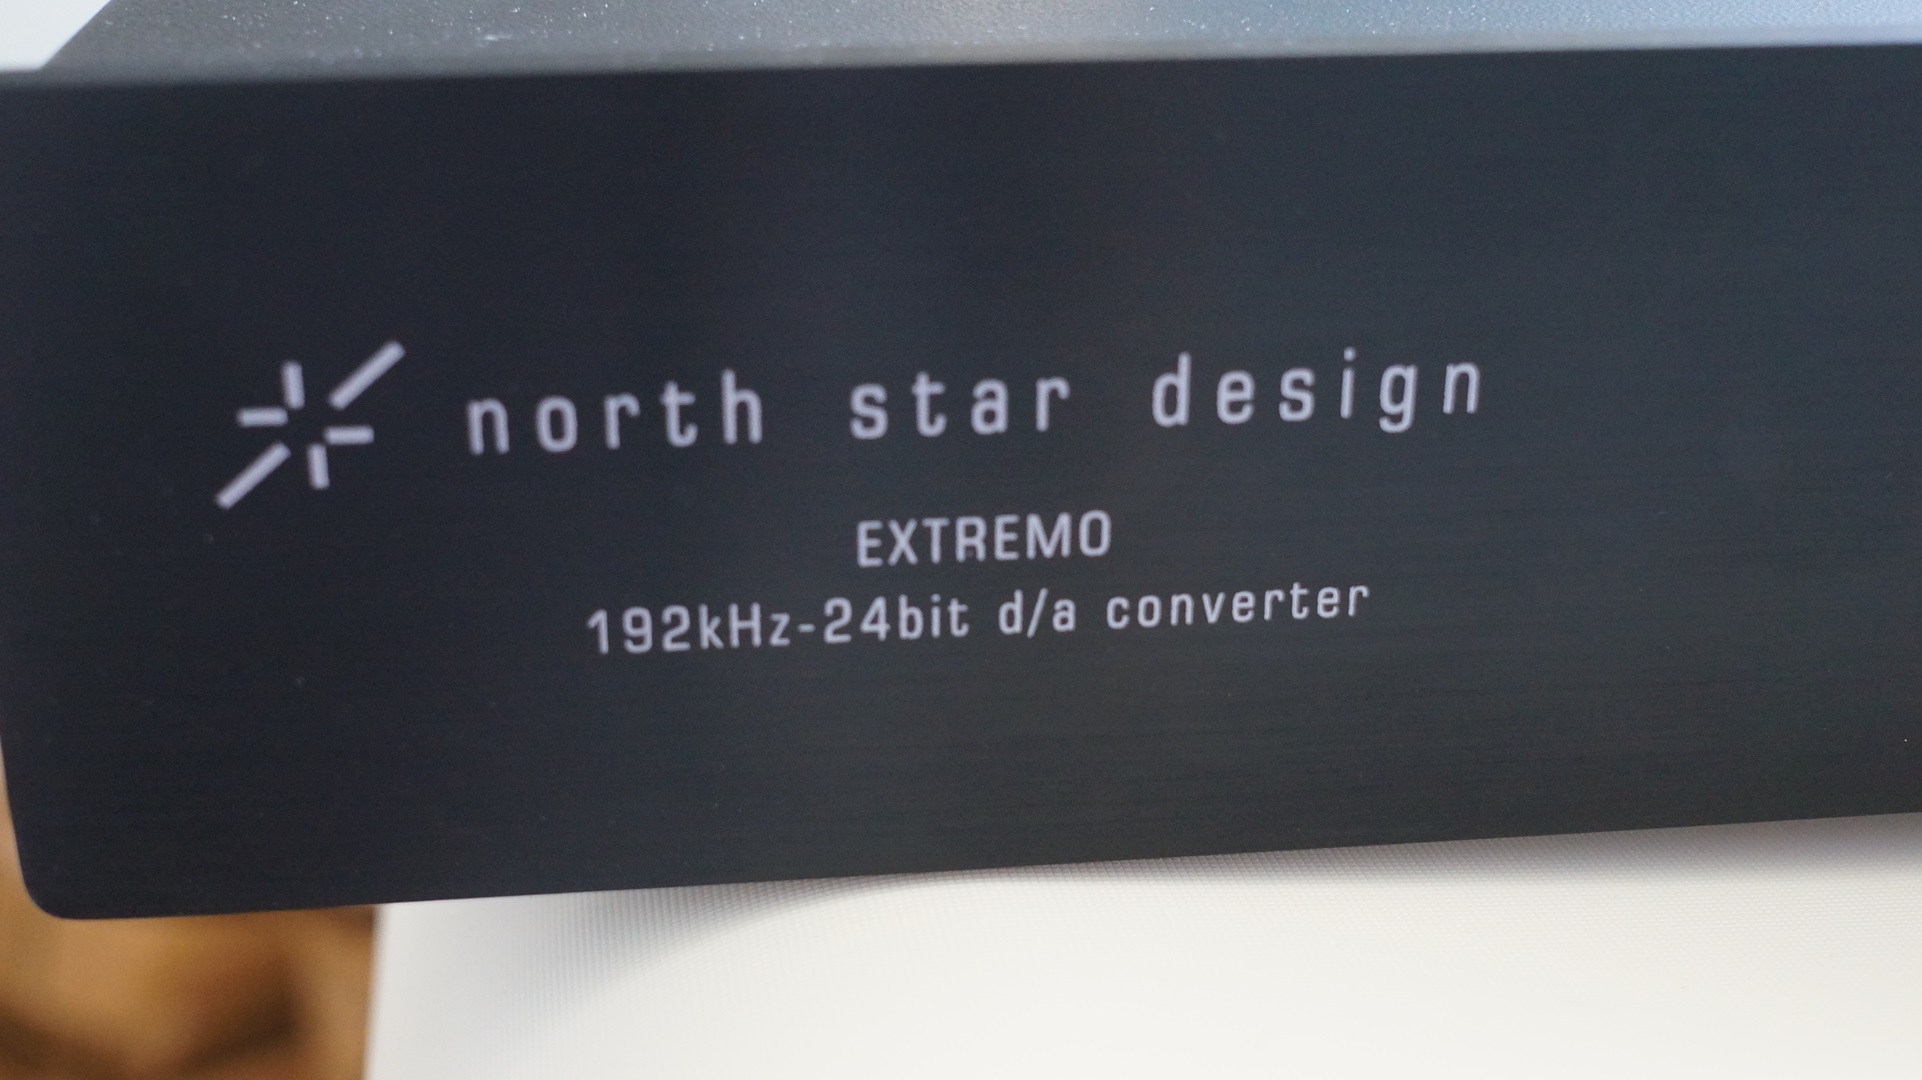 north star design
EXTREMO
192kHz-24bit d/a converter